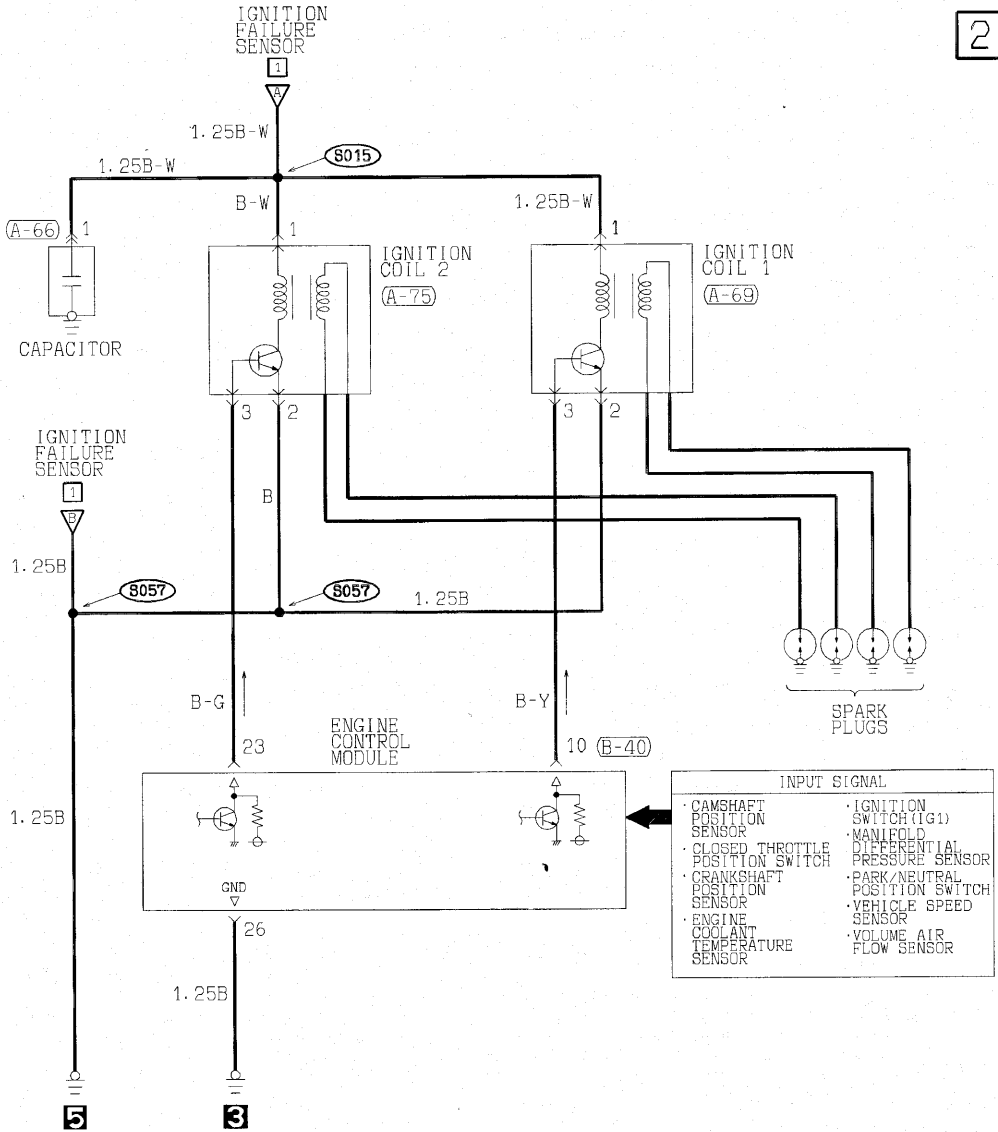 IGNITION
FAILURE
SENSOR
1
A
2
1.25B-W
S015
1.25B-W
B-W
1.25B-W
(A-66) 1
1
1
IGNITION
COIL 2
(A-75)
IGNITION
COIL 1
(A-69)
CAPACITOR
3 2
3 2
IGNITION
FAILURE
SENSOR
1
B
B
1.25B
S057
S057
1.25B
B-G
B-Y
SPARK
PLUGS
ENGINE
CONTROL
MODULE
23
10 (B-40)
1.25B
GND
26
1.25B
5
3
INPUT SIGNAL
·CAMSHAFT
POSITION
SENSOR
·CLOSED THROTTLE
POSITION SWITCH
·CRANKSHAFT
POSITION
SENSOR
·ENGINE
COOLANT
TEMPERATURE
SENSOR
·IGNITION
SWITCH(IG1)
·MANIFOLD
DIFFERENTIAL
PRESSURE SENSOR
·PARK/NEUTRAL
POSITION SWITCH
·VEHICLE SPEED
SENSOR
·VOLUME AIR
FLOW SENSOR